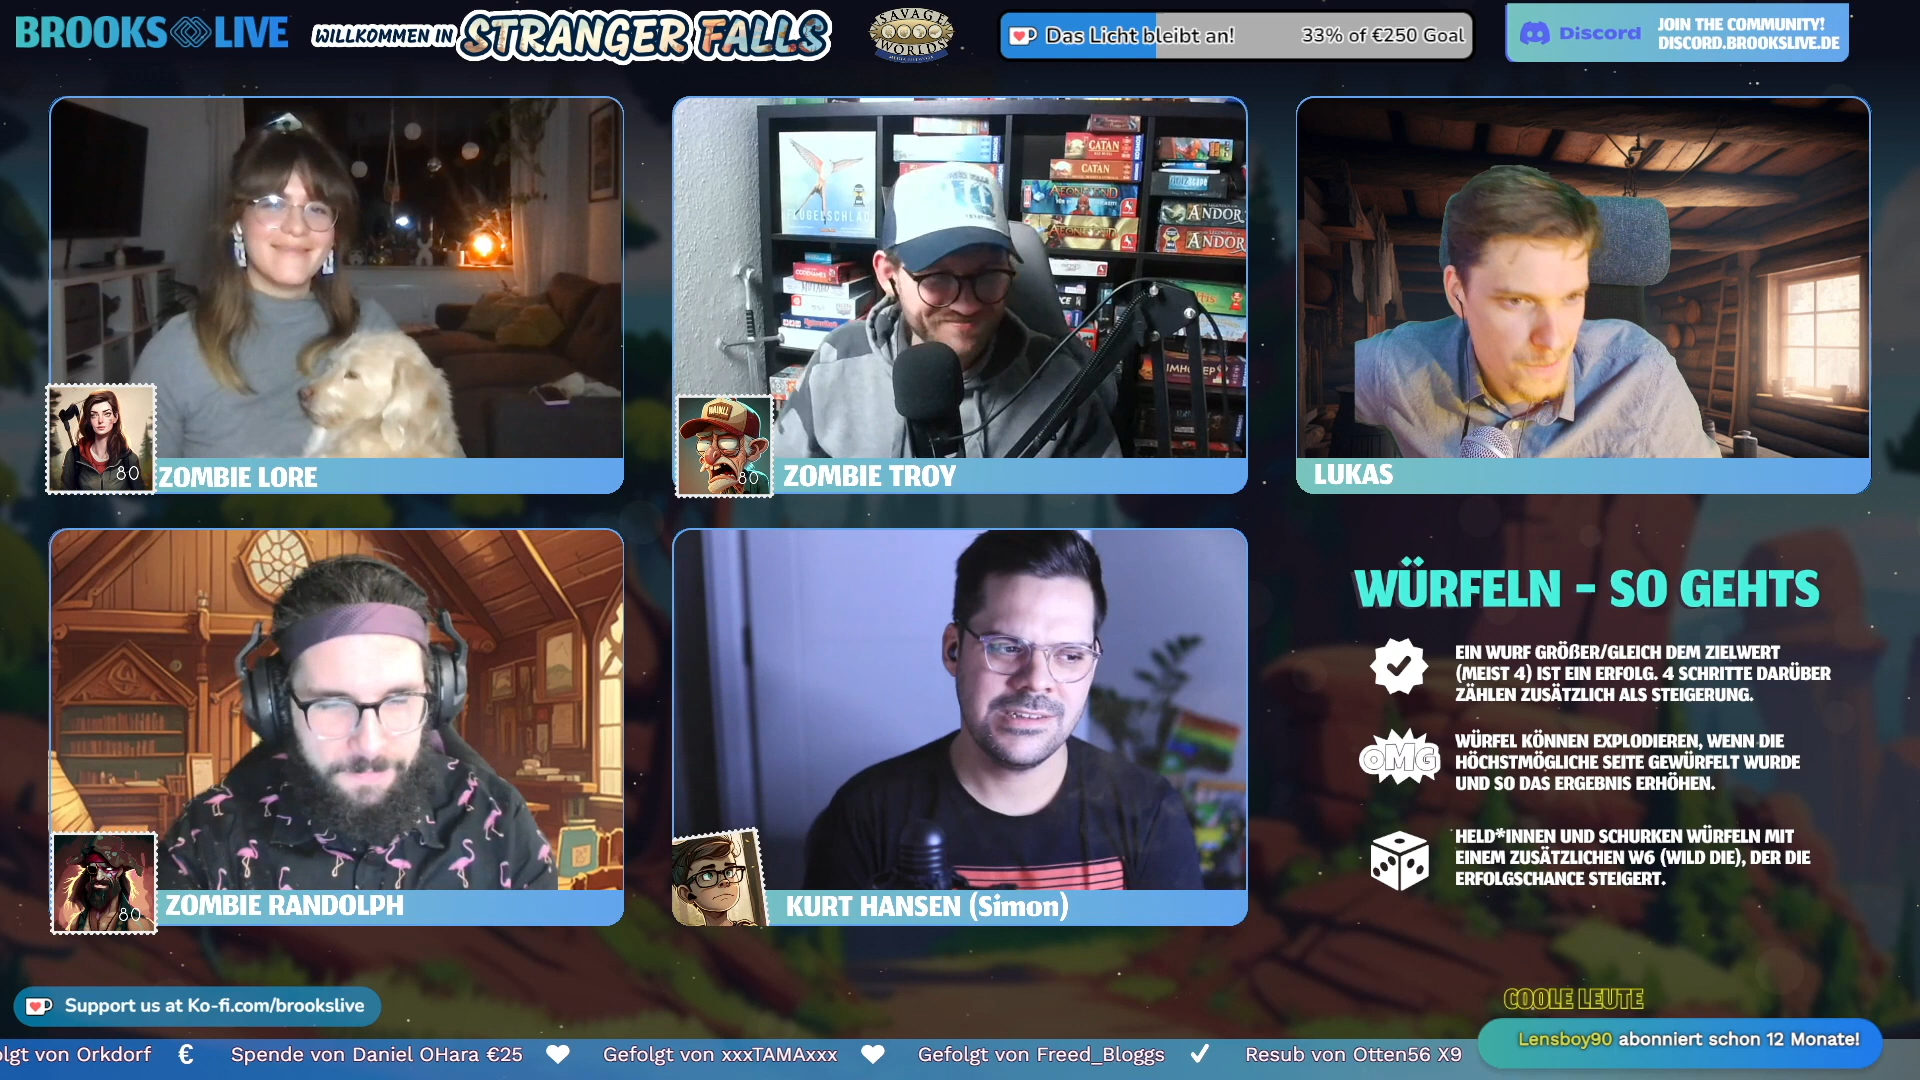 BROOKS LIVE
WILLKOMMEN IN STRANGER FALLS
SAVAGE WORLDS
Das Licht bleibt an! 33% of €250 Goal
Discord
JOIN THE COMMUNITY!
DISCORD.BROOKSLIVE.DE
FLÜGELSCHLAG
CATAN
CATAN
ANDOR
ANDOR
CODENAMES
80
ZOMBIE LORE
80
ZOMBIE TROY
LUKAS
80
ZOMBIE RANDOLPH
KURT HANSEN (Simon)
WÜRFELN - SO GEHTS
EIN WURF GRÖẞER/GLEICH DEM ZIELWERT
(MEIST 4) IST EIN ERFOLG. 4 SCHRITTE DARÜBER
ZÄHLEN ZUSÄTZLICH ALS STEIGERUNG.
OMG
WÜRFEL KÖNNEN EXPLODIEREN, WENN DIE
HÖCHSTMÖGLICHE SEITE GEWÜRFELT WURDE
UND SO DAS ERGEBNIS ERHÖHEN.
HELD*INNEN UND SCHURKEN WÜRFELN MIT
EINEM ZUSÄTZLICHEN W6 (WILD DIE), DER DIE
ERFOLGSCHANCE STEIGERT.
Support us at Ko-fi.com/brookslive
COOLE LEUTE
Lensboy90 abonniert schon 12 Monate!
olgt von Orkdorf € Spende von Daniel OHara €25 Gefolgt von xxxTAMAxxx Gefolgt von Freed_Bloggs Resub von Otten56 X9